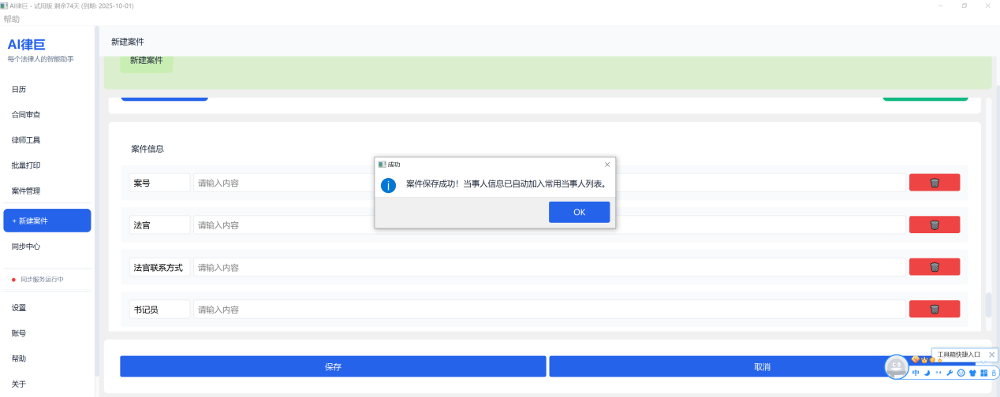 AI律巨 - 试用版 剩余74天 (到期: 2025-10-01)
帮助
AI律巨
每个法律人的智能助手
日历
合同审查
律师工具
批量打印
案件管理
+ 新建案件
同步中心
同步服务运行中
设置
账号
帮助
关于
新建案件
新建案件
案件信息
案号
请输入内容
法官
请输入内容
法官联系方式
请输入内容
书记员
请输入内容
成功
案件保存成功！当事人信息已自动加入常用当事人列表。
OK
保存
取消
工具箱快捷入口
中